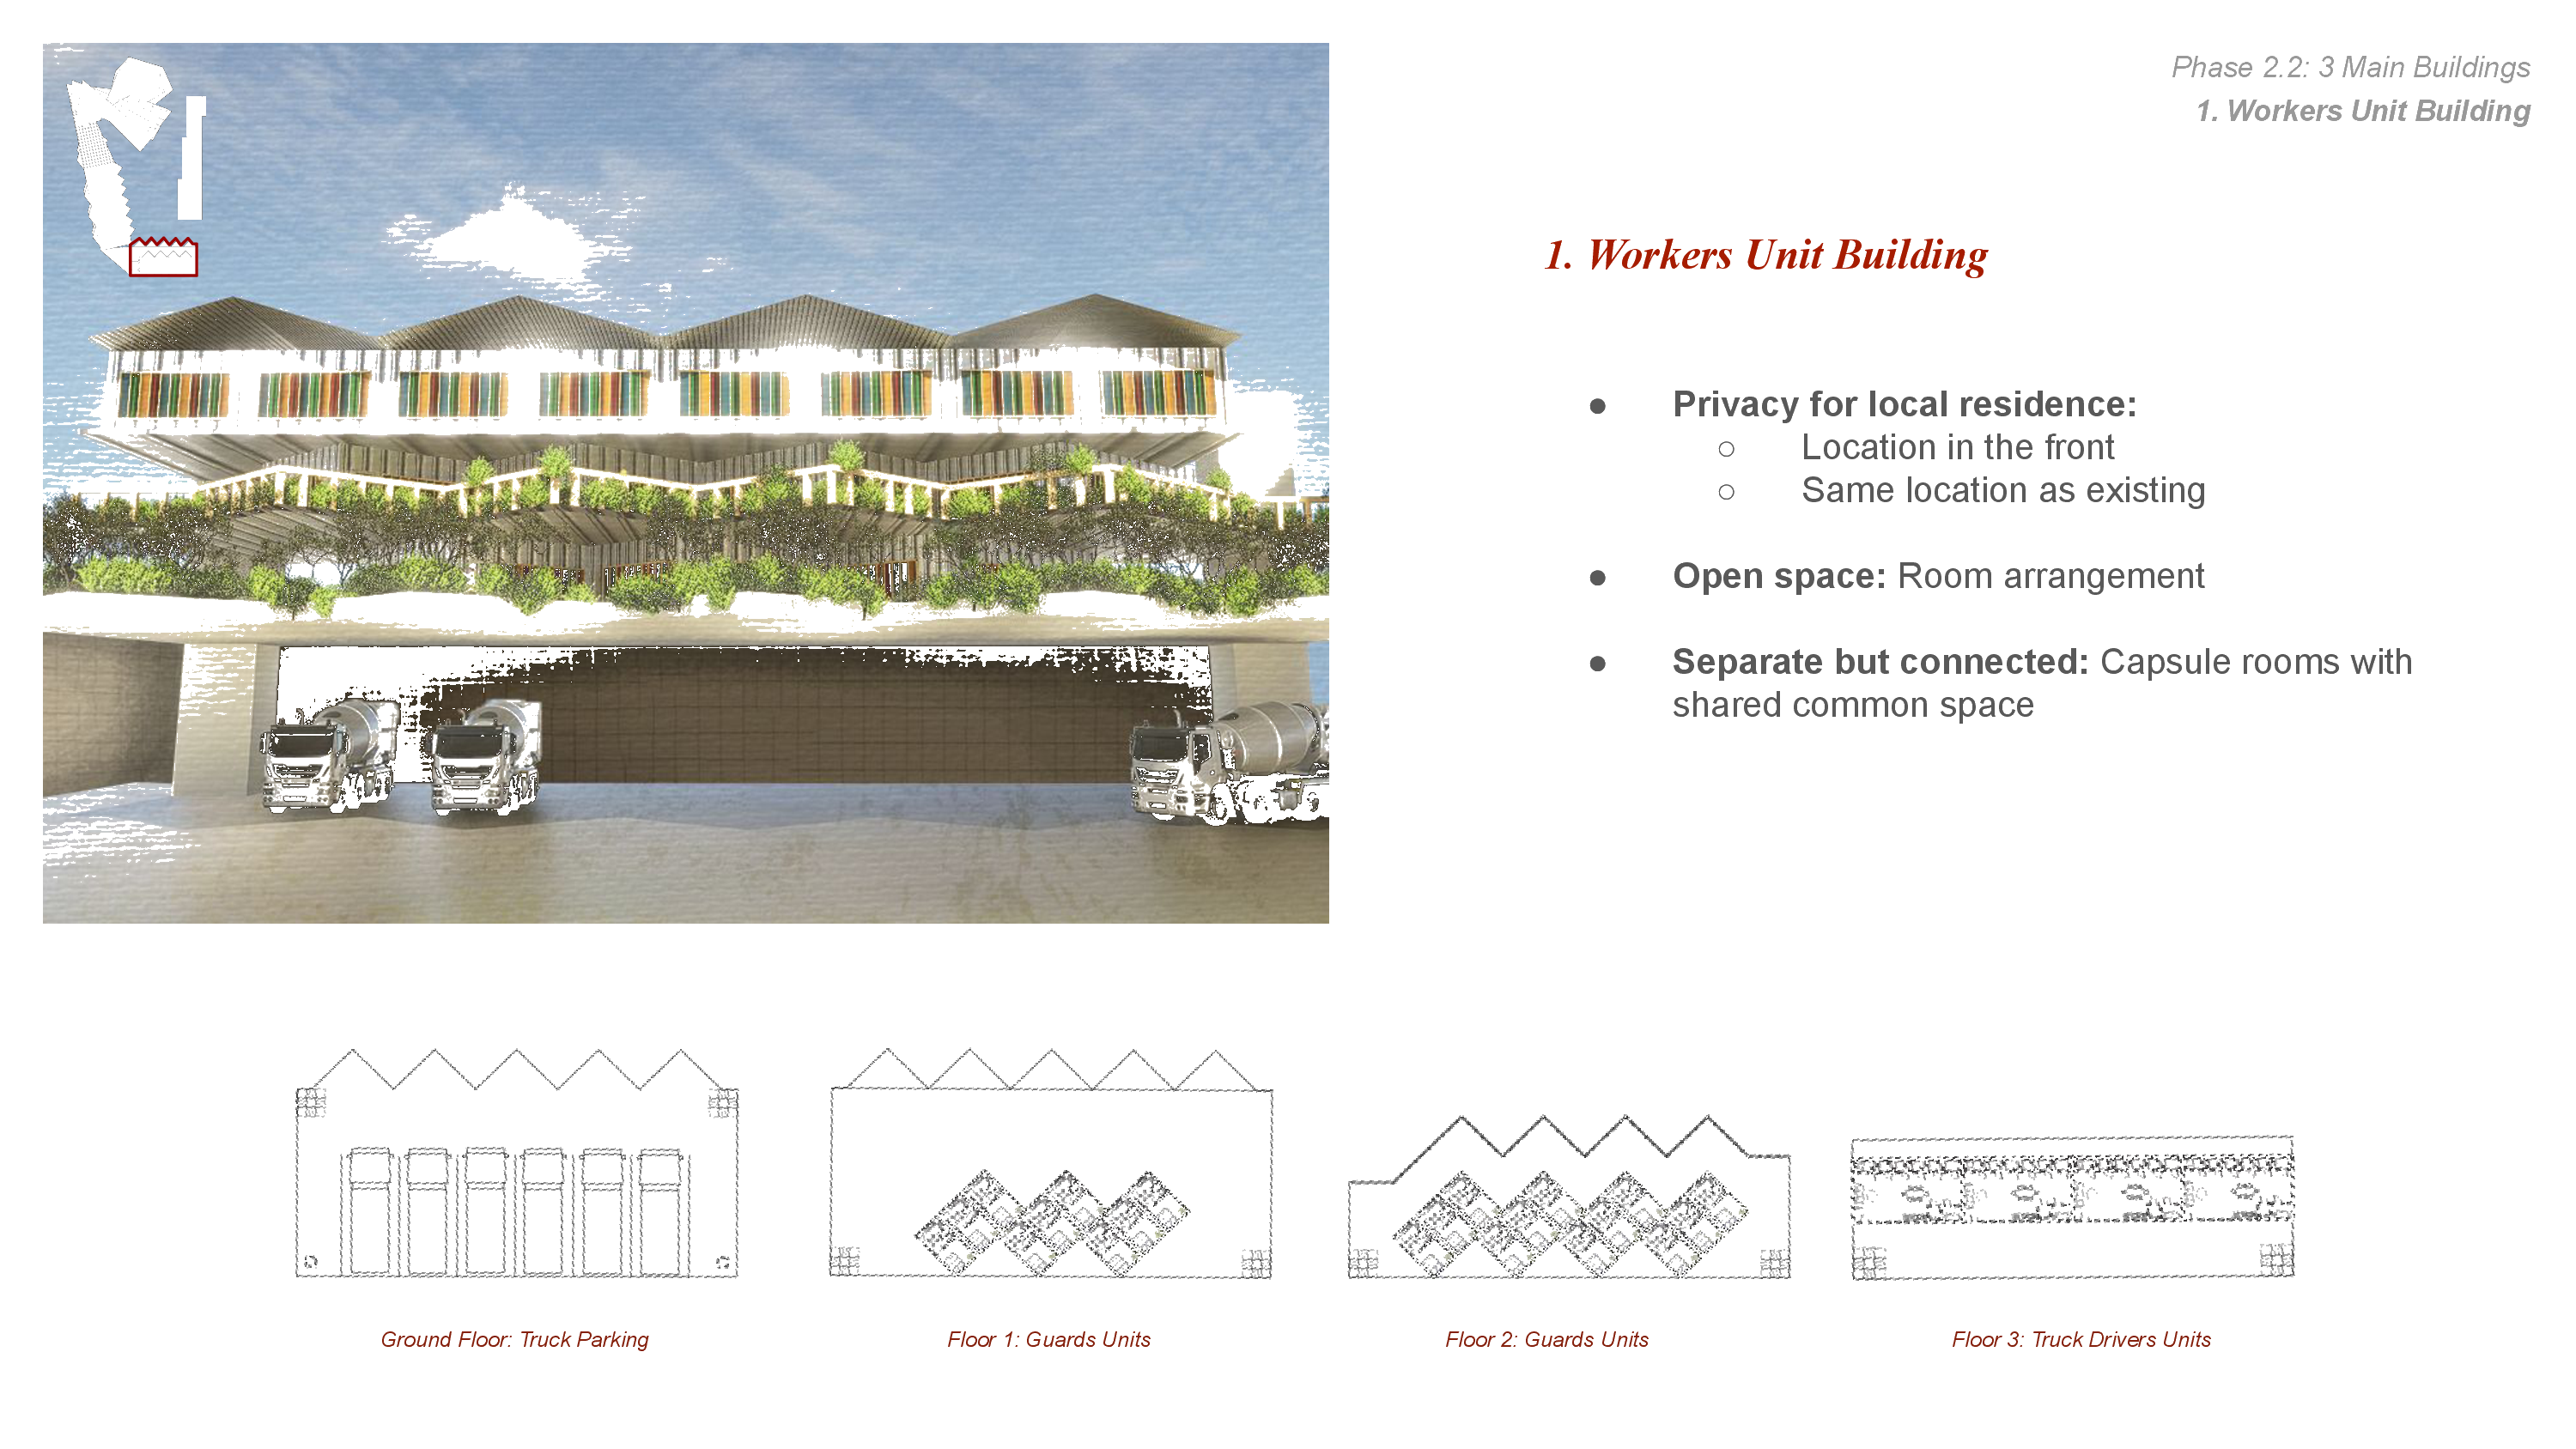 Phase 2.2: 3 Main Buildings
1. Workers Unit Building
1. Workers Unit Building
● Privacy for local residence:
○ Location in the front
○ Same location as existing
● Open space: Room arrangement
● Separate but connected: Capsule rooms with
shared common space
Ground Floor: Truck Parking
Floor 1: Guards Units
Floor 2: Guards Units
Floor 3: Truck Drivers Units